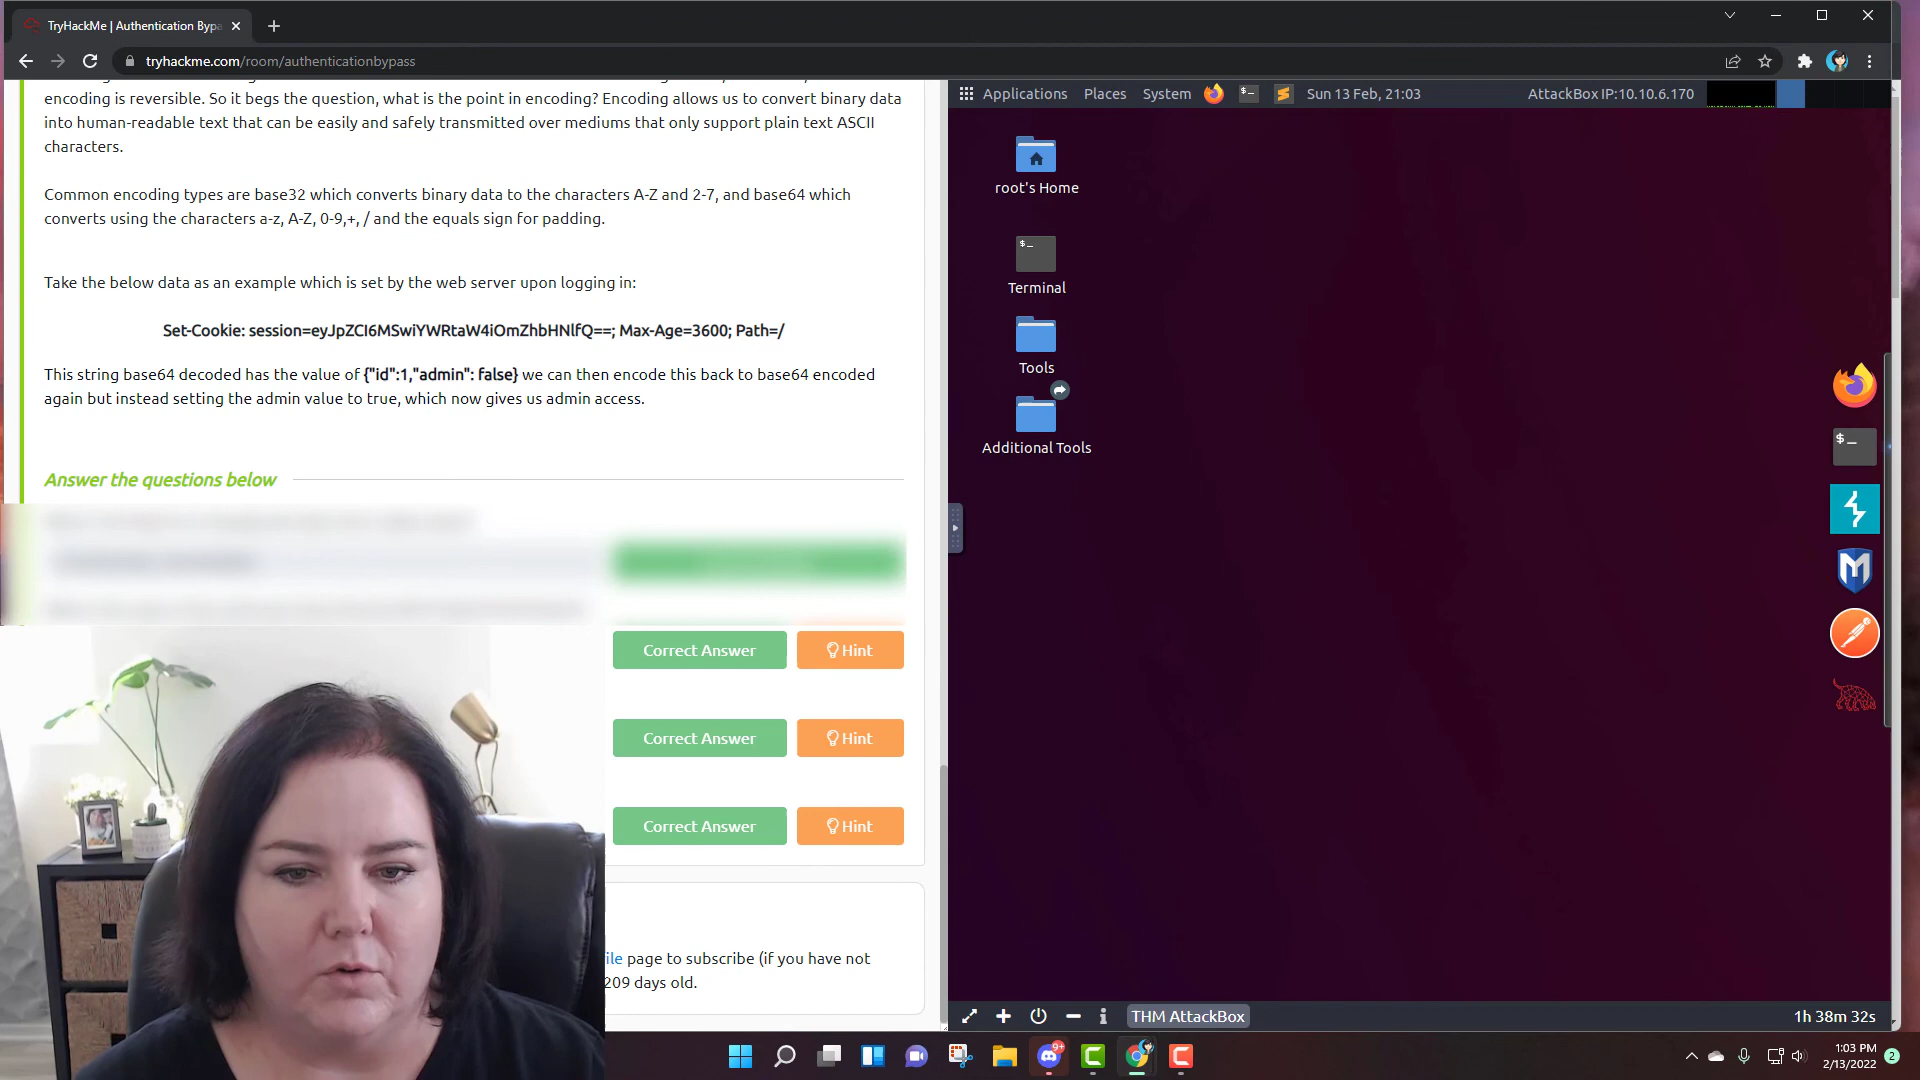 TryHackMe | Authentication Bypa
tryhackme.com/room/authenticationbypass
encoding is reversible. So it begs the question, what is the point in encoding? Encoding allows us to convert binary data
into human-readable text that can be easily and safely transmitted over mediums that only support plain text ASCII
characters.
Common encoding types are base32 which converts binary data to the characters A-Z and 2-7, and base64 which
converts using the characters a-z, A-Z, 0-9,+, / and the equals sign for padding.
Take the below data as an example which is set by the web server upon logging in:
Set-Cookie: session=eyJpZCI6MSwiYWRtaW4iOmZhbHNlfQ==; Max-Age=3600; Path=/
This string base64 decoded has the value of {"id":1,"admin": false} we can then encode this back to base64 encoded
again but instead setting the admin value to true, which now gives us admin access.
Answer the questions below
Correct Answer
Hint
Correct Answer
Hint
Correct Answer
Hint
ile page to subscribe (if you have not
209 days old.
Applications
Places
System
$_
Sun 13 Feb, 21:03
AttackBox IP:10.10.6.170
root's Home
$_
Terminal
Tools
Additional Tools
$_
THM AttackBox
1h 38m 32s
9+
1:03 PM
2/13/2022
2